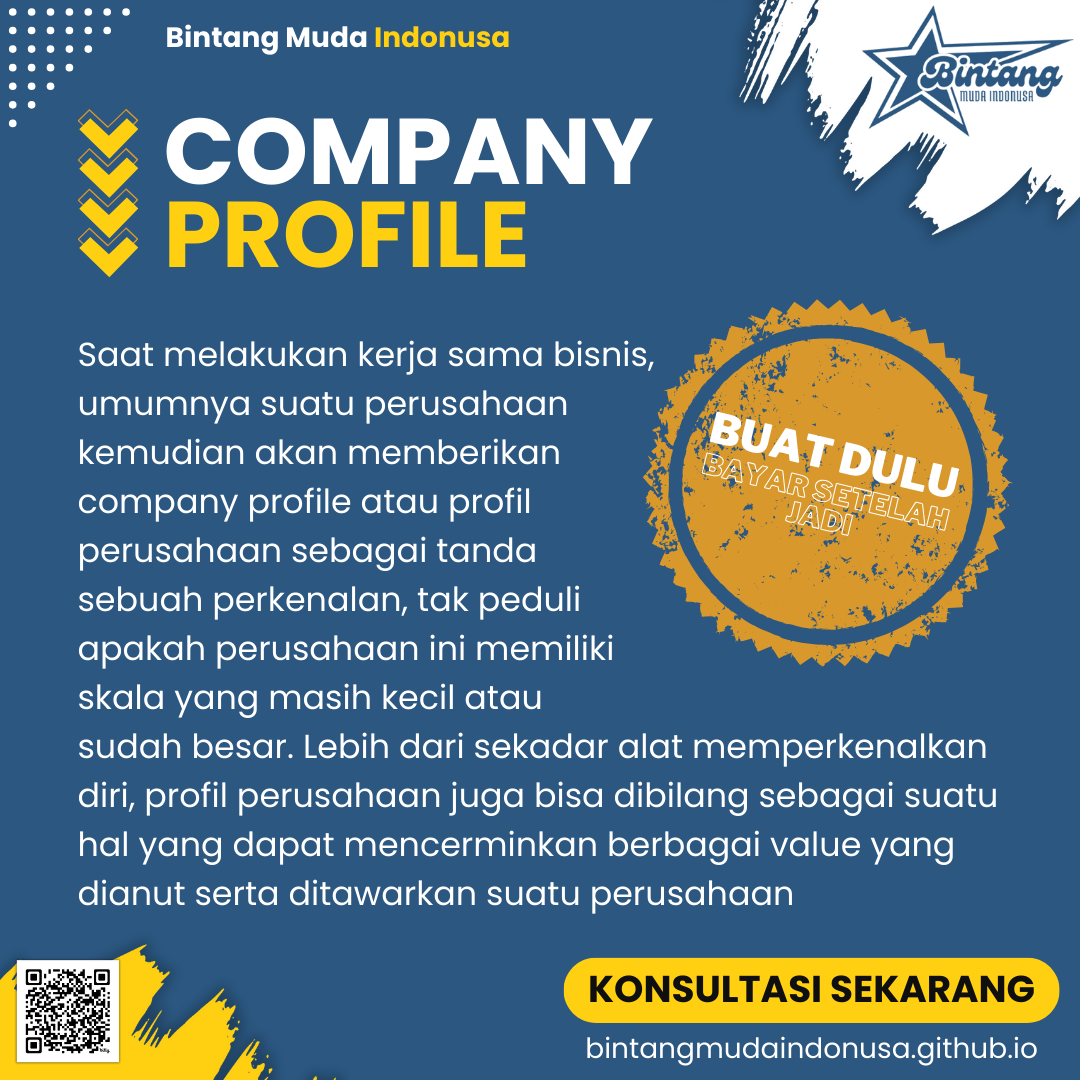 Bintang Muda Indonusa
Bintang
MUDA INDONUSA
COMPANY
PROFILE
Saat melakukan kerja sama bisnis,
umumnya suatu perusahaan
kemudian akan memberikan
company profile atau profil
perusahaan sebagai tanda
sebuah perkenalan, tak peduli
apakah perusahaan ini memiliki
skala yang masih kecil atau
sudah besar. Lebih dari sekadar alat memperkenalkan
diri, profil perusahaan juga bisa dibilang sebagai suatu
hal yang dapat mencerminkan berbagai value yang
dianut serta ditawarkan suatu perusahaan
BUAT DULU
BAYAR SETELAH
JADI
KONSULTASI SEKARANG
bintangmudaindonusa.github.io